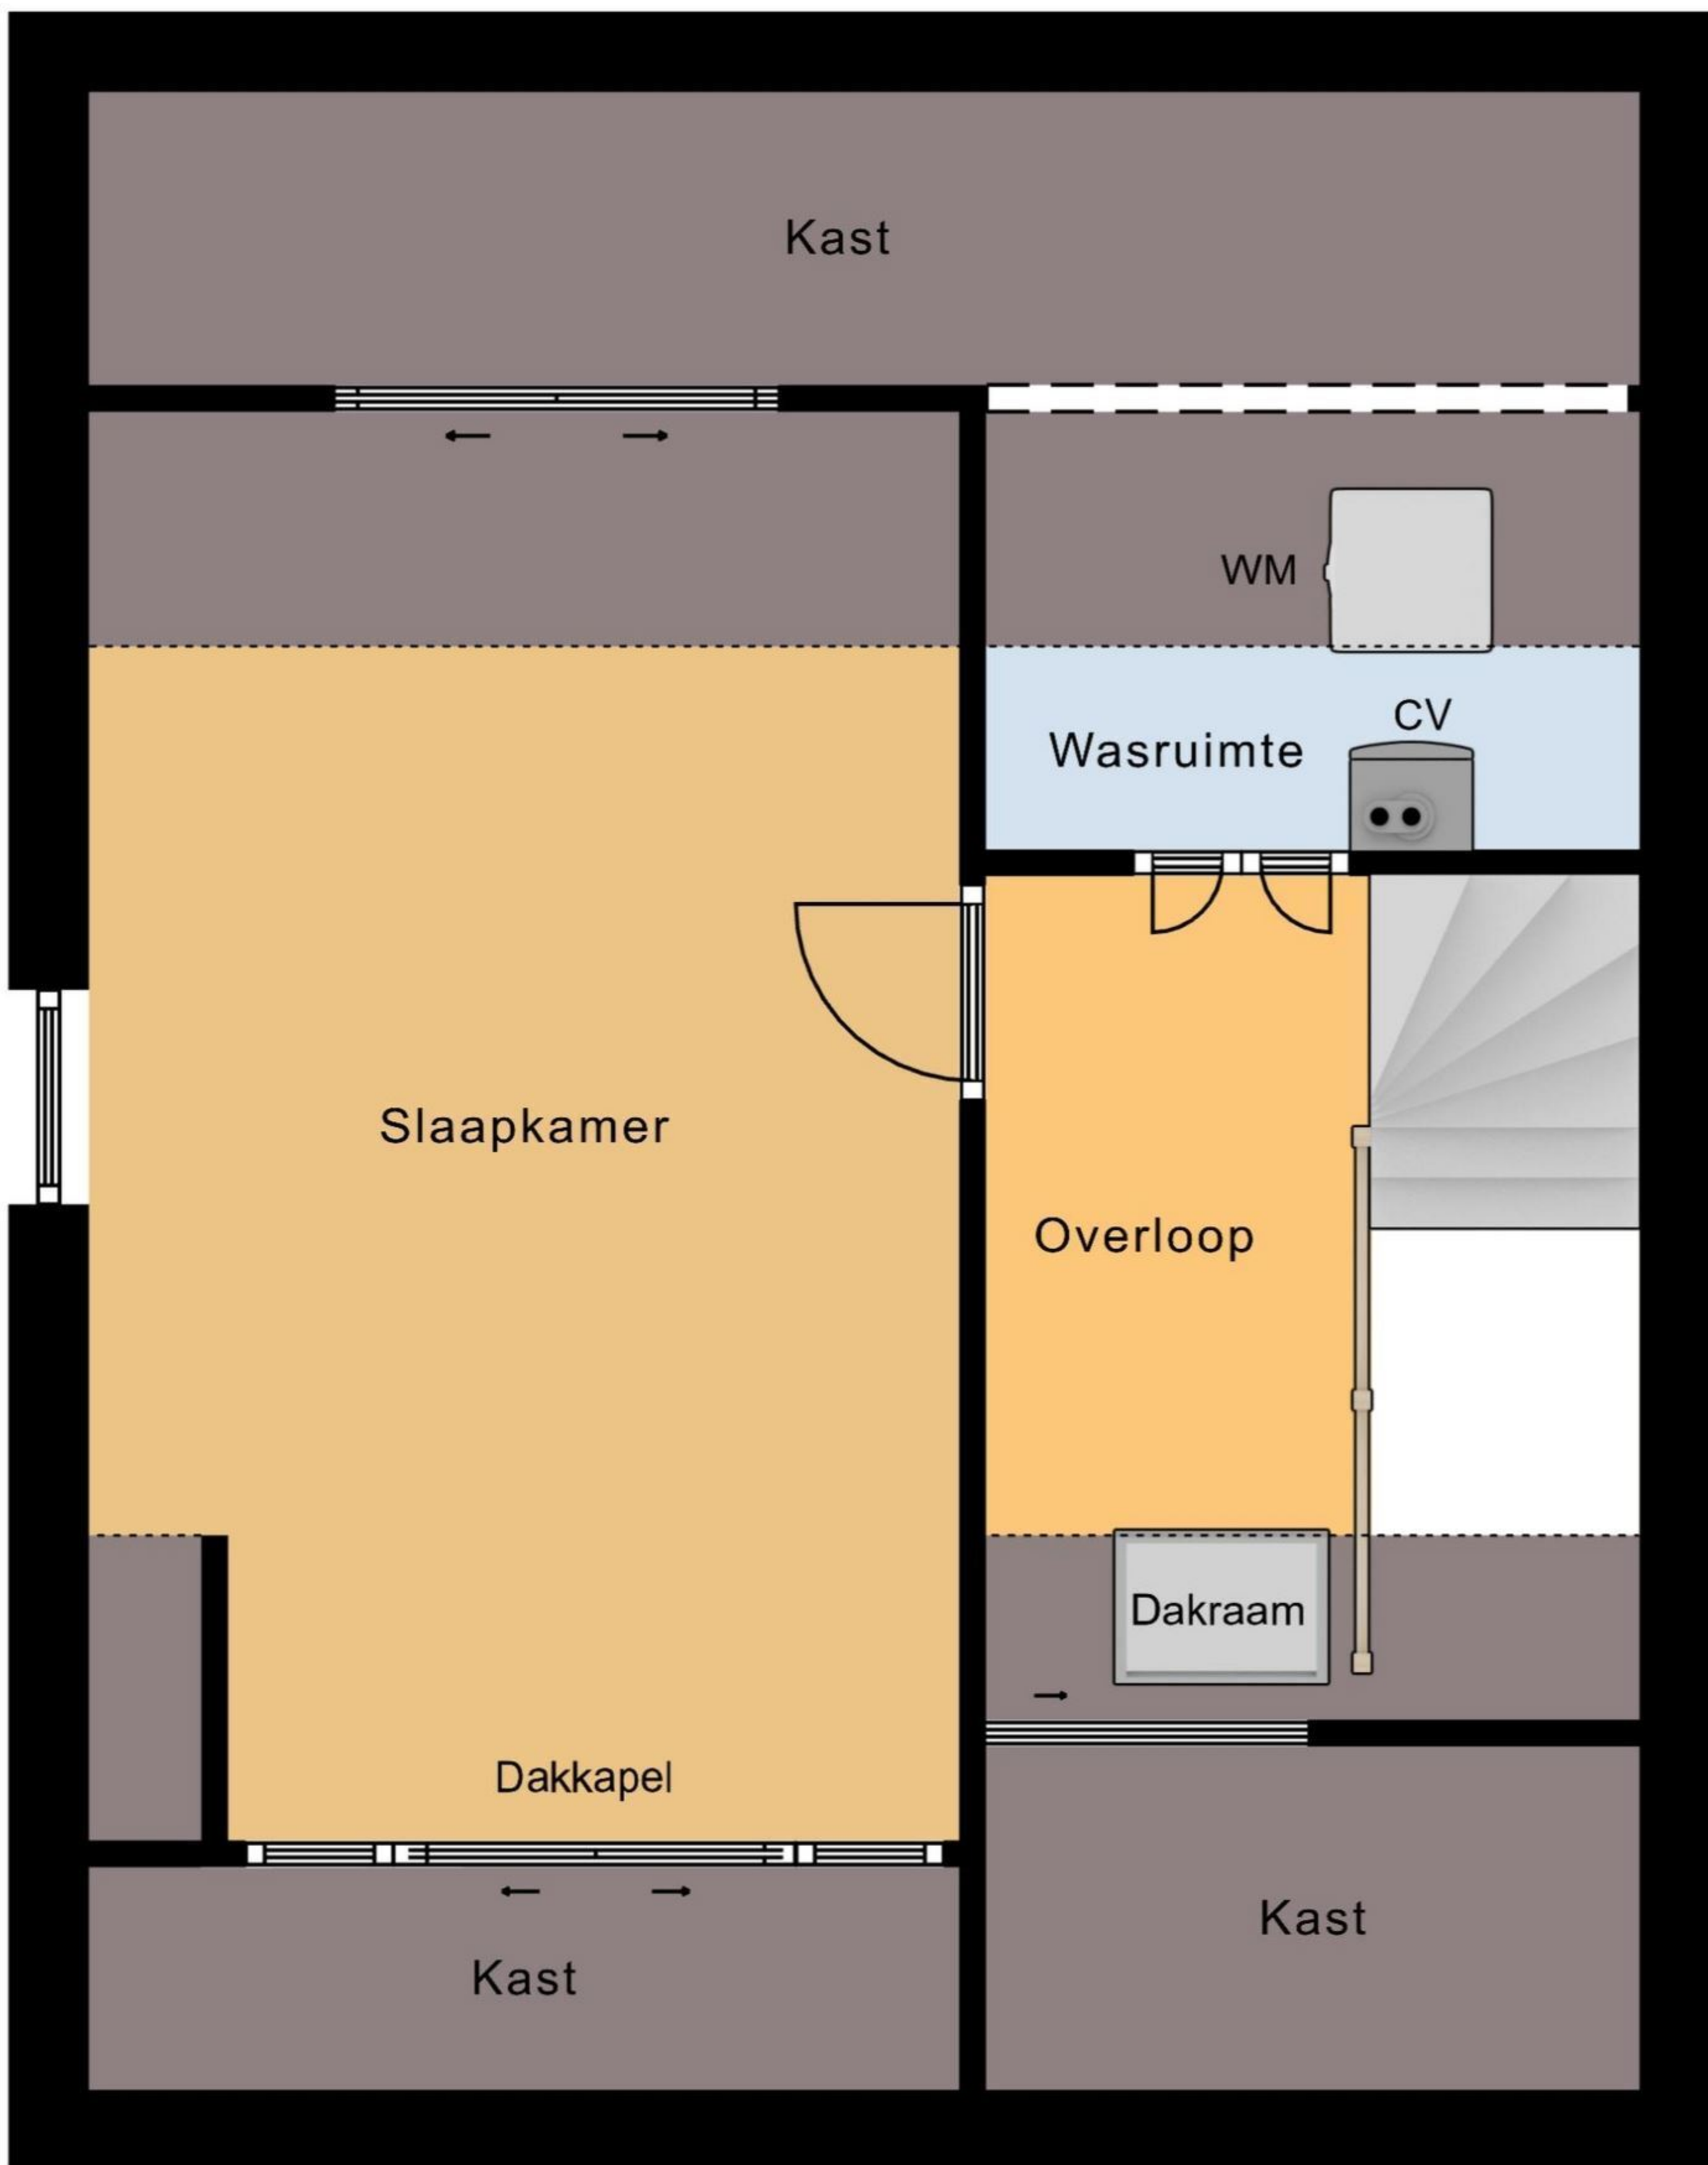 Kast
WM
CV
Wasruimte
Slaapkamer
Overloop
Dakraam
Dakkapel
Kast
Kast